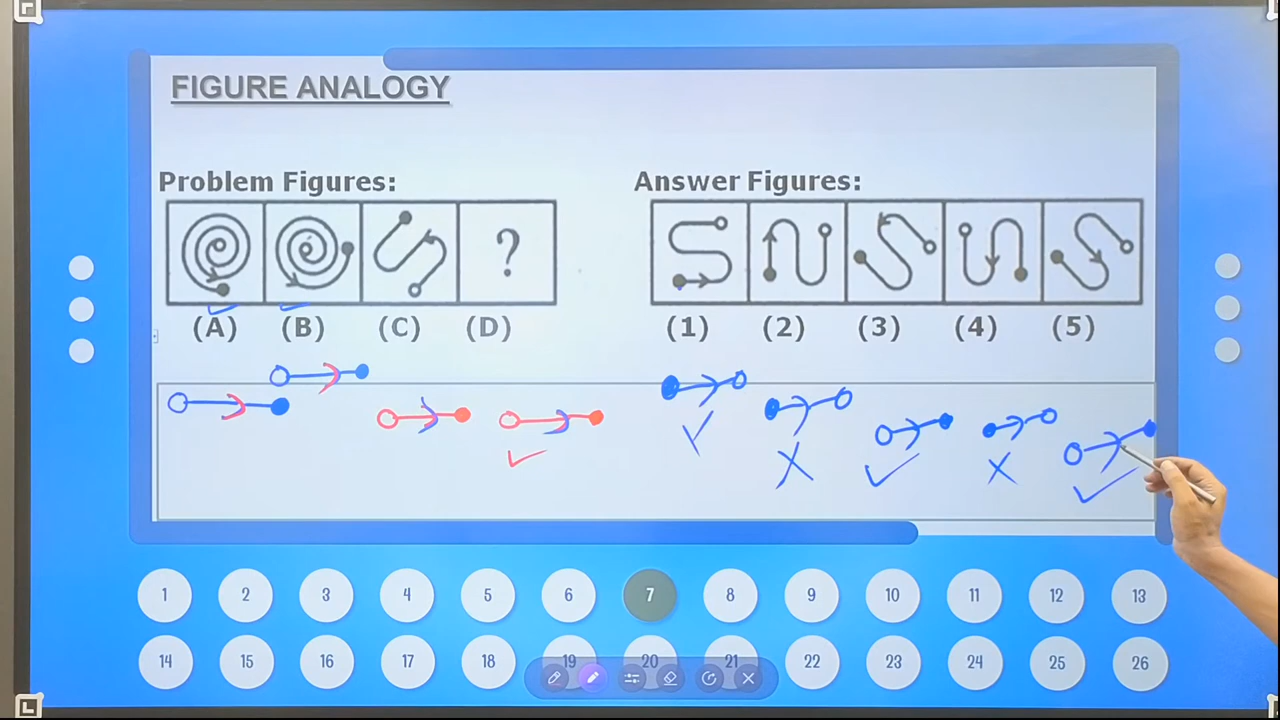 FIGURE ANALOGY
Problem Figures:
Answer Figures:
?
(A) (B) (C) (D)
(1) (2) (3) (4) (5)
1 2 3 4 5 6 7 8 9 10 11 12 13
14 15 16 17 18 19 20 21 22 23 24 25 26